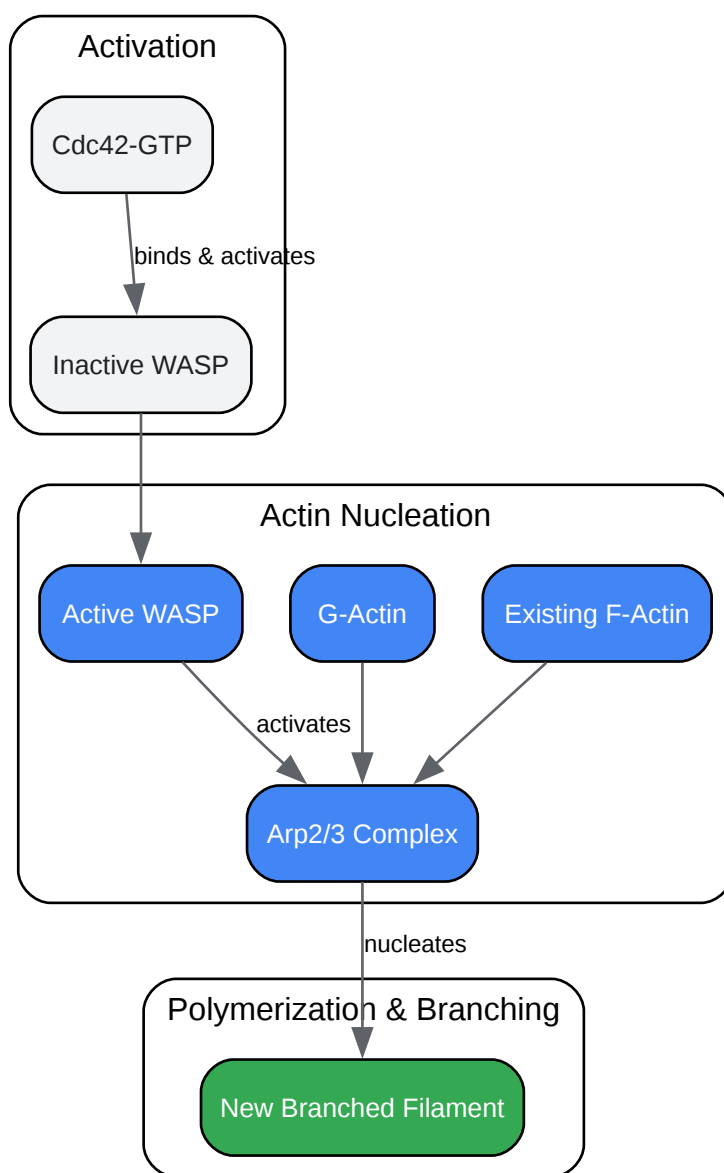 Activation
Cdc42-GTP
binds & activates
Inactive WASP
Actin Nucleation
Active WASP
G-Actin
Existing F-Actin
activates
Arp2/3 Complex
nucleates
Polymerization & Branching
New Branched Filament